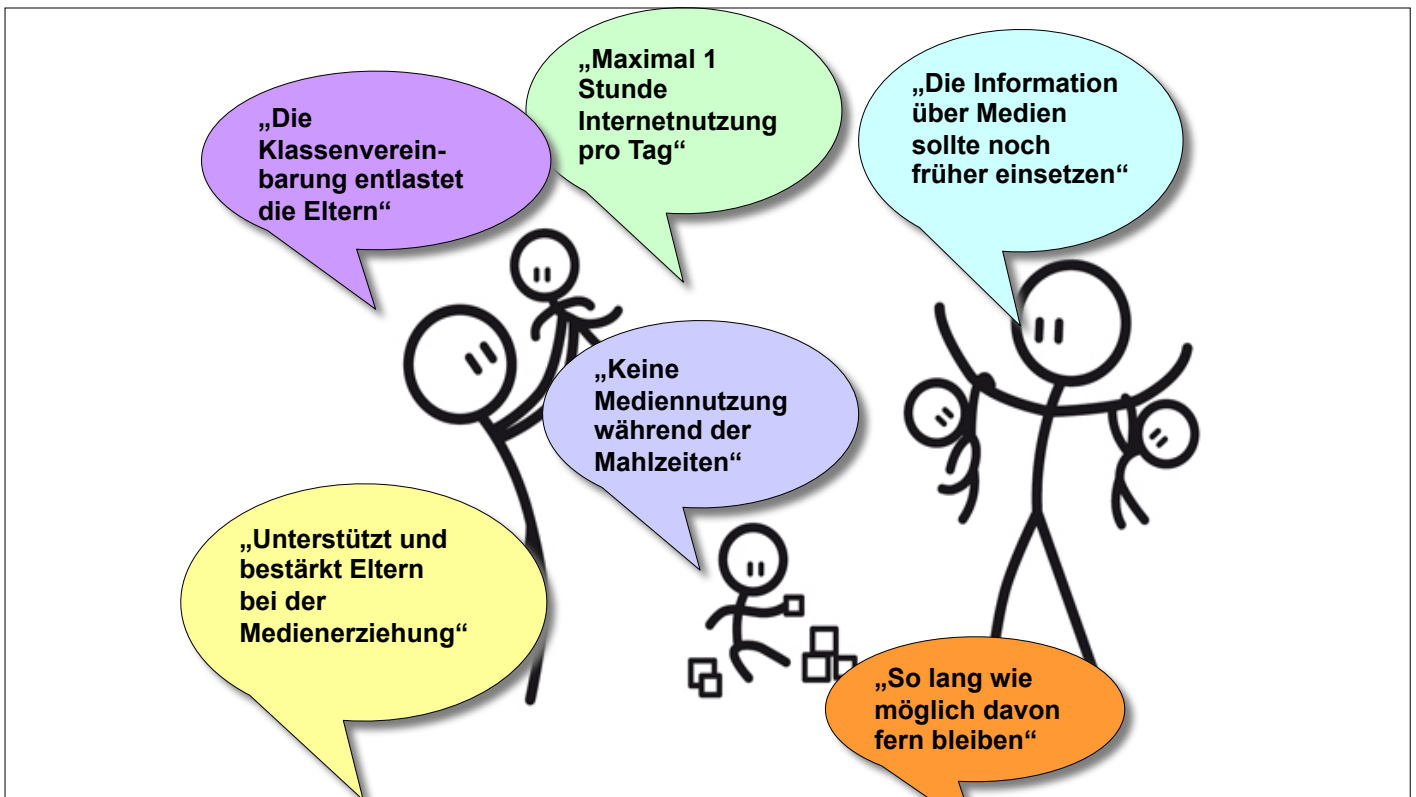 „Die
Klassenverein-
barung entlastet
die Eltern“
„Maximal 1
Stunde
Internetnutzung
pro Tag“
„Die Information
über Medien
sollte noch
früher einsetzen“
„Keine
Mediennutzung
während der
Mahlzeiten“
„Unterstützt und
bestärkt Eltern
bei der
Medienerziehung“
„So lang wie
möglich davon
fern bleiben“